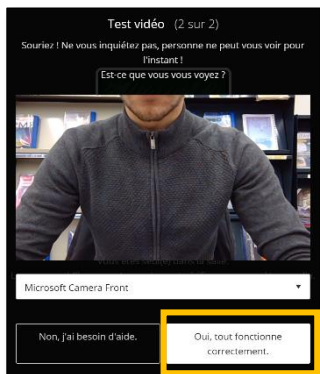 Test vidéo (2 sur 2)
Souriez ! Ne vous inquiétez pas, personne ne peut vous voir pour
l'instant !
Est-ce que vous vous voyez ?
Microsoft Camera Front
Non, j'ai besoin d'aide.
Oui, tout fonctionne
correctement.